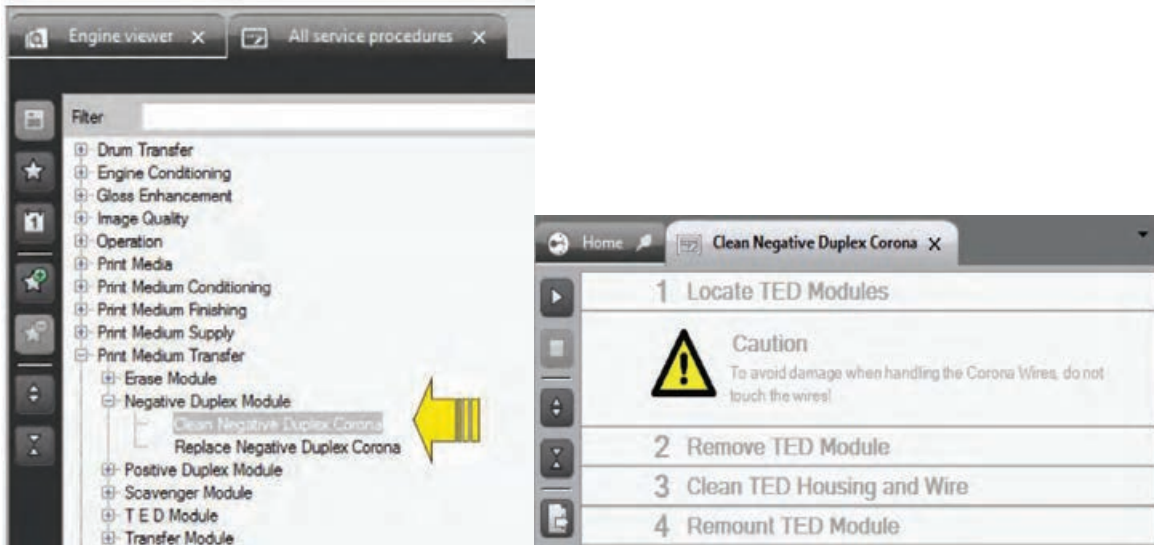 Engine viewer X All service procedures X
Filter
Drum Transfer
Engine Conditioning
Gloss Enhancement
Image Quality
Operation
Print Media
Print Medium Conditioning
Print Medium Finishing
Print Medium Supply
Print Medium Transfer
Erase Module
Negative Duplex Module
Clean Negative Duplex Corona
Replace Negative Duplex Corona
Positive Duplex Module
Scavenger Module
T E D Module
Transfer Module
Home Clean Negative Duplex Corona X
1 Locate TED Modules
Caution
To avoid damage when handling the Corona Wires, do not
touch the wires!
2 Remove TED Module
3 Clean TED Housing and Wire
4 Remount TED Module